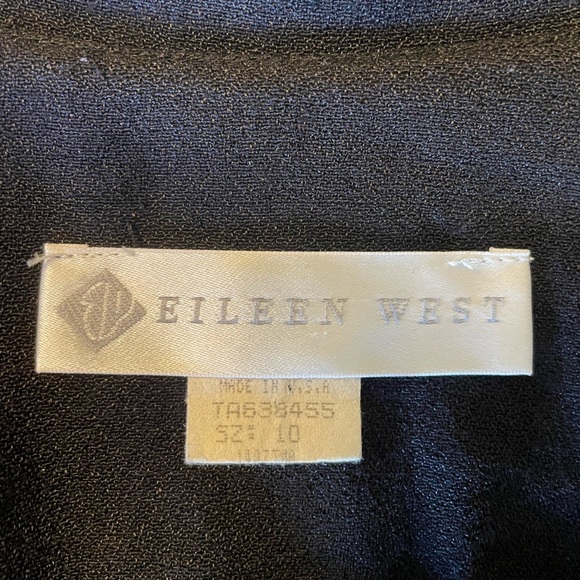 EILEEN WEST
MADE IN U.S.A
TA638455
SZ: 10